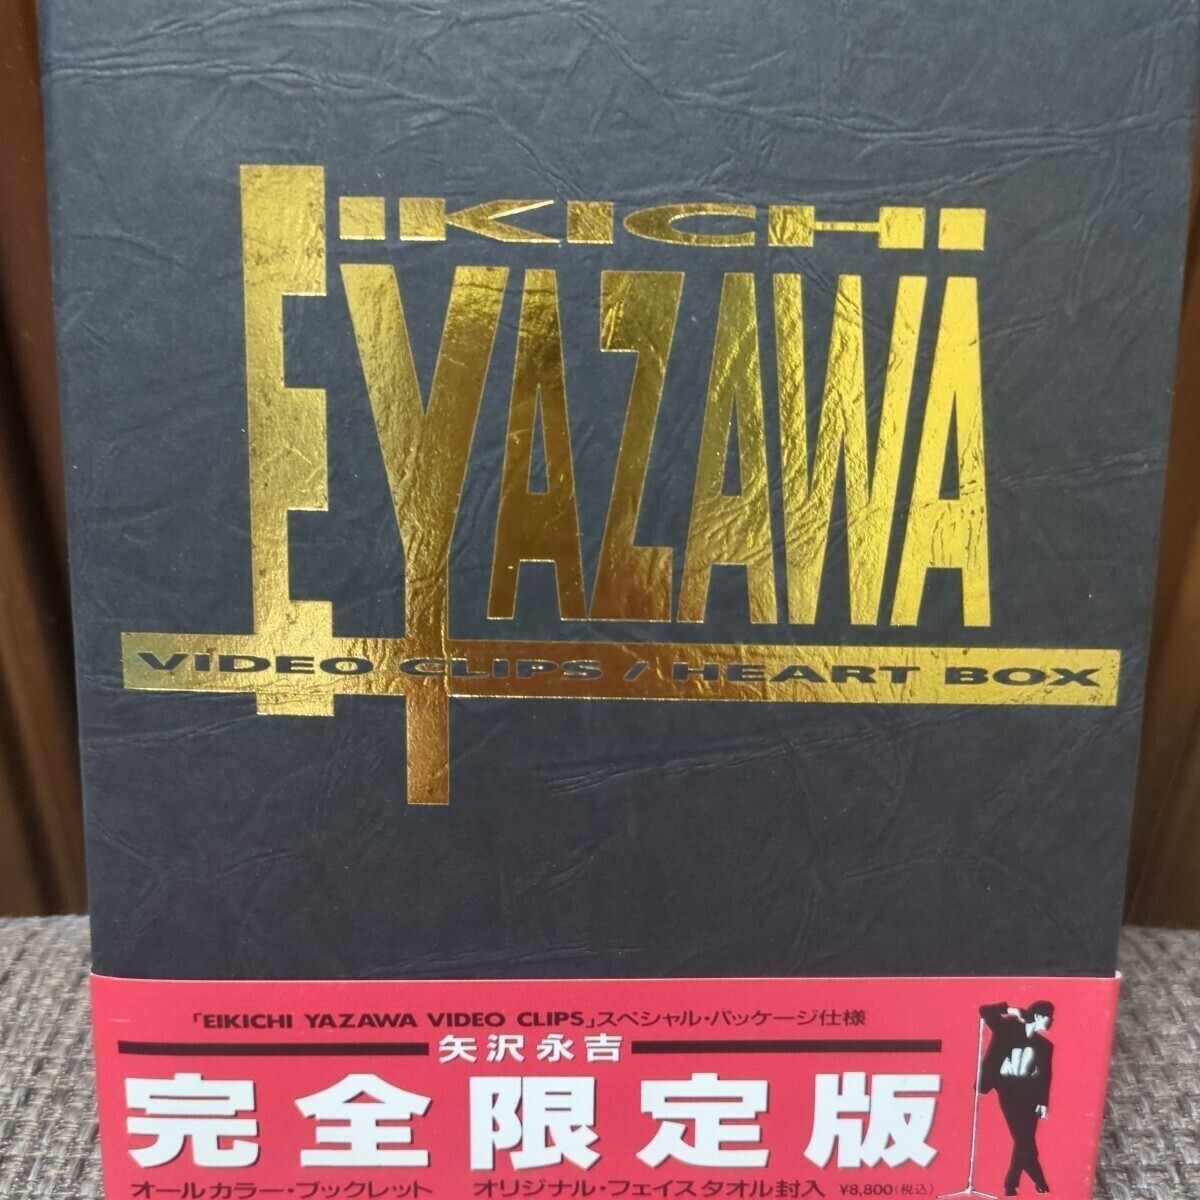 EIKICHI
YAZAWA
VIDEO CLIPS / HEART BOX
「EIKICHI YAZAWA VIDEO CLIPS」スペシャル・パッケージ仕様
矢沢永吉
完全限定版
オールカラー・ブックレット オリジナル・フェイスタオル封入 ¥8,800(税込)